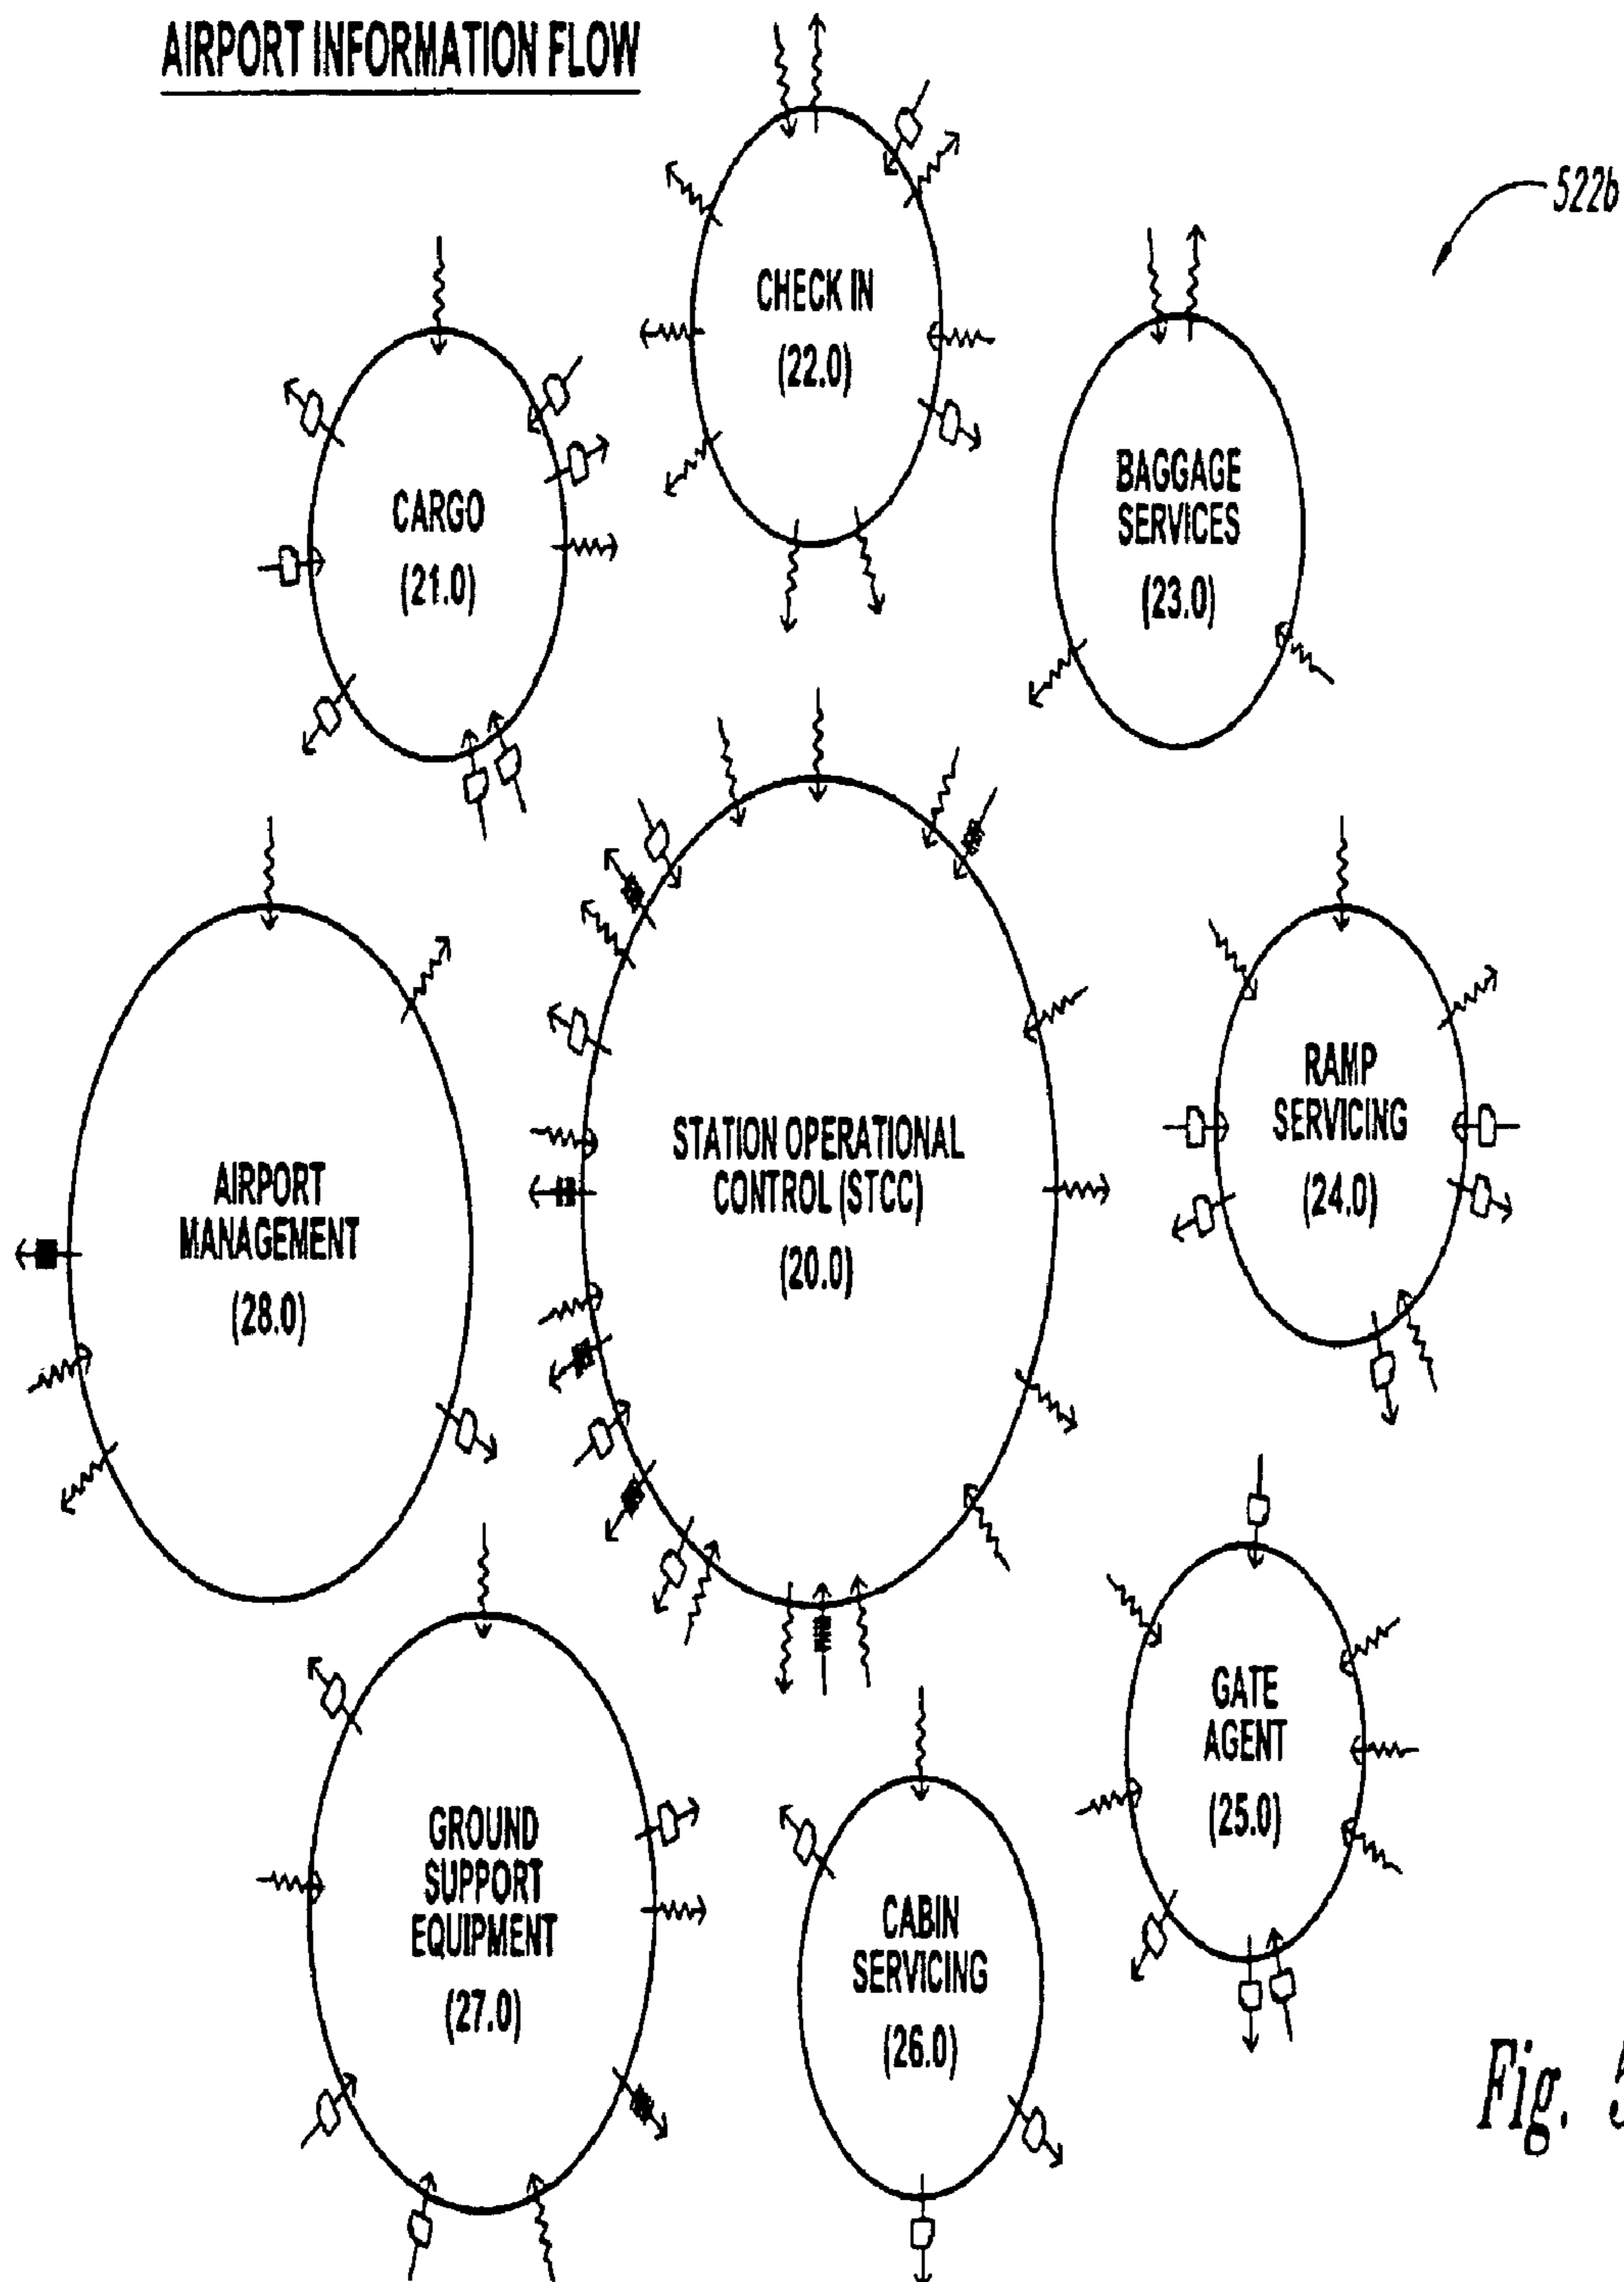 AIRPORT INFORMATION FLOW
522b
CHECK IN
(22.0)
CARGO
(21.0)
BAGGAGE
SERVICES
(23.0)
STATION OPERATIONAL
CONTROL (STCC)
(20.0)
RAMP
SERVICING
(24.0)
AIRPORT
MANAGEMENT
(28.0)
GATE
AGENT
(25.0)
GROUND
SUPPORT
EQUIPMENT
(27.0)
CABIN
SERVICING
(26.0)
Fig.